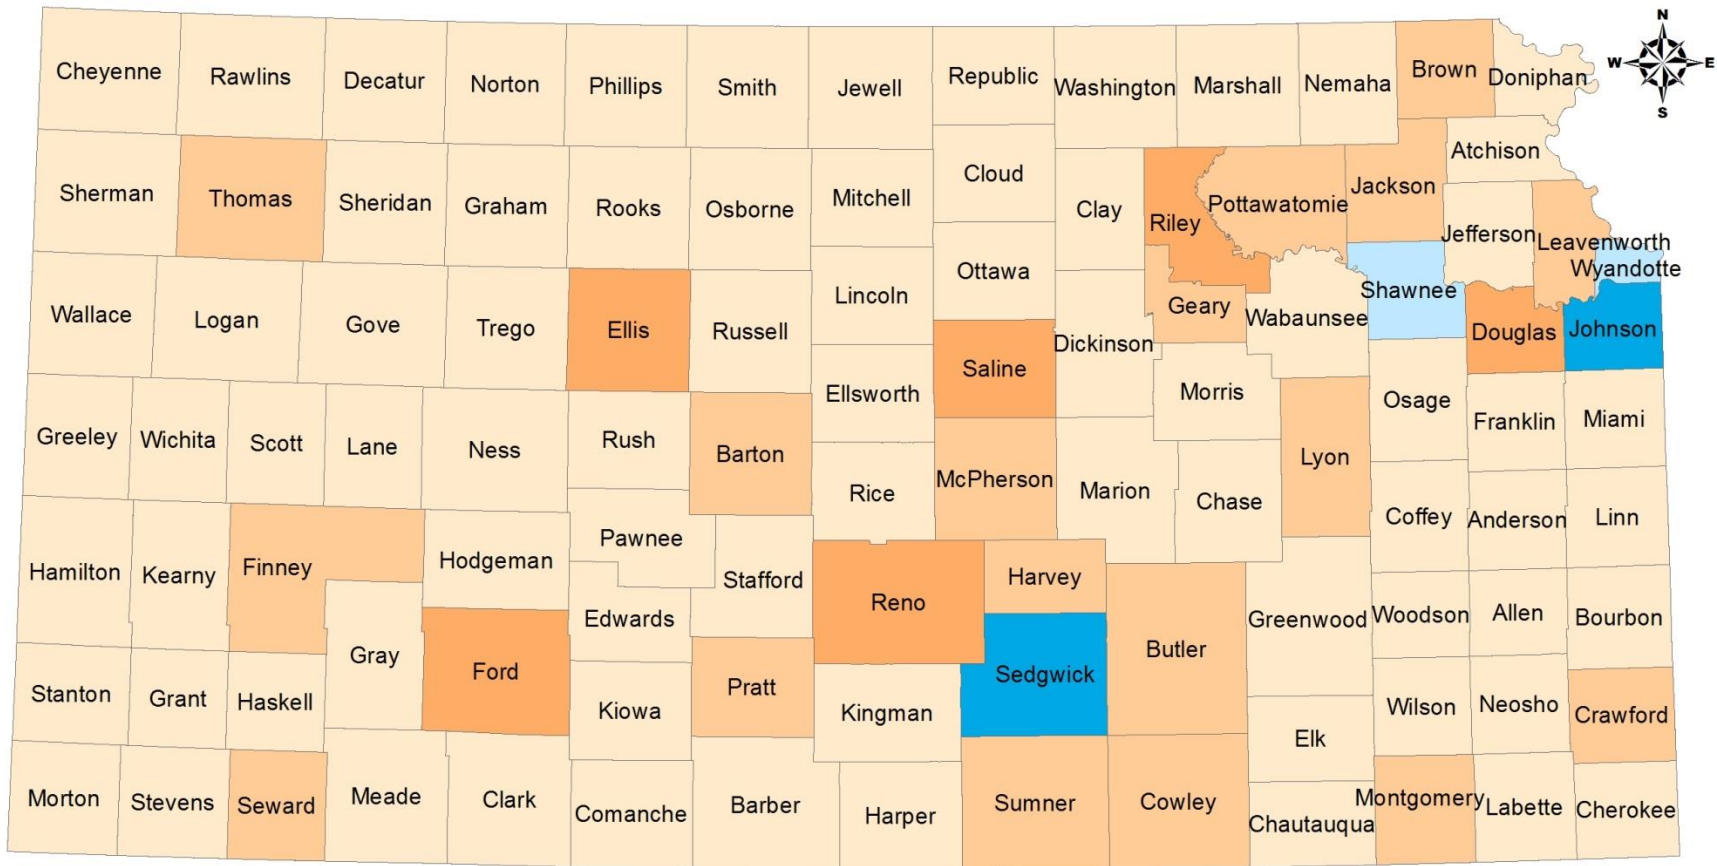 N
W
E
S
Cheyenne
Rawlins
Decatur
Norton
Phillips
Smith
Jewell
Republic
Washington
Marshall
Nemaha
Brown
Doniphan
Atchison
Sherman
Thomas
Sheridan
Graham
Rooks
Osborne
Mitchell
Cloud
Clay
Riley
Pottawatomie
Jackson
Jefferson
Leavenworth
Wyandotte
Wallace
Logan
Gove
Trego
Ellis
Russell
Lincoln
Ottawa
Saline
Dickinson
Geary
Wabaunsee
Shawnee
Douglas
Johnson
Greeley
Wichita
Scott
Lane
Ness
Rush
Barton
Ellsworth
Rice
McPherson
Marion
Morris
Chase
Lyon
Osage
Franklin
Miami
Coffey
Anderson
Linn
Hamilton
Kearny
Finney
Hodgeman
Pawnee
Stafford
Edwards
Reno
Harvey
Greenwood
Woodson
Allen
Bourbon
Stanton
Grant
Haskell
Gray
Ford
Kiowa
Pratt
Kingman
Sedgwick
Butler
Elk
Wilson
Neosho
Crawford
Morton
Stevens
Seward
Meade
Clark
Comanche
Barber
Harper
Sumner
Cowley
Chautauqua
Montgomery
Labette
Cherokee